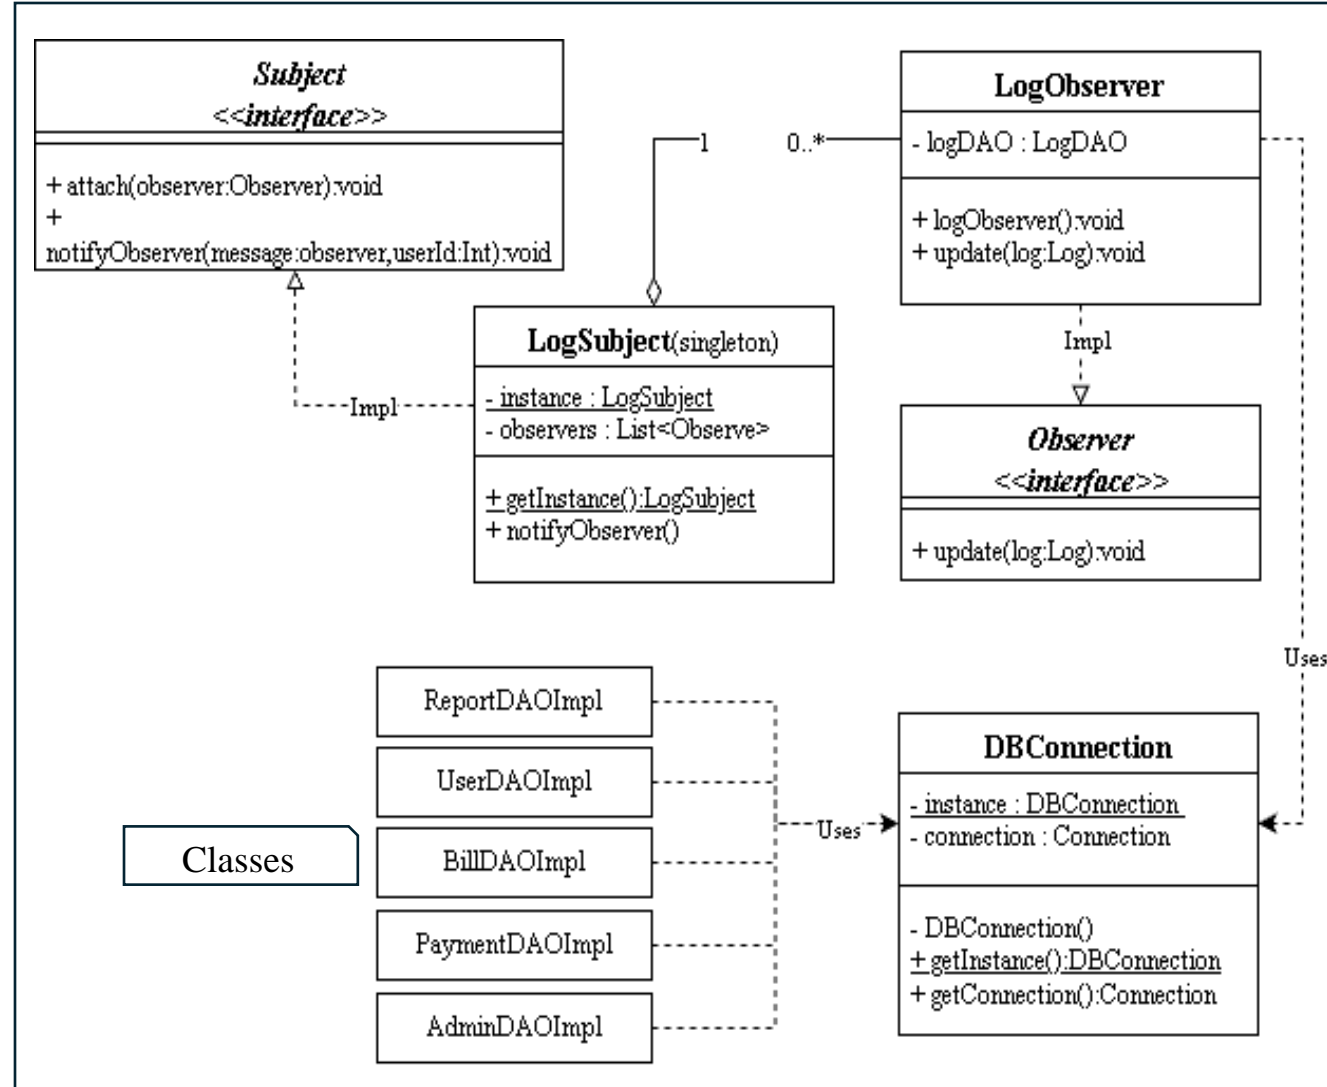 Subject
<<interface>>
+ attach(observer:Observer):void
+
notifyObserver(message:observer,userId:Int):void
LogObserver
- logDAO : LogDAO
+ logObserver():void
+ update(log:Log):void
1
0..*
Impl
LogSubject(singleton)
- instance : LogSubject
- observers : List<Observe>
+ getInstance():LogSubject
+ notifyObserver()
Impl
Observer
<<interface>>
+ update(log:Log):void
Uses
Classes
ReportDAOImpl
UserDAOImpl
BillDAOImpl
PaymentDAOImpl
AdminDAOImpl
Uses
DBConnection
- instance : DBConnection
- connection : Connection
- DBConnection()
+ getInstance():DBConnection
+ getConnection():Connection